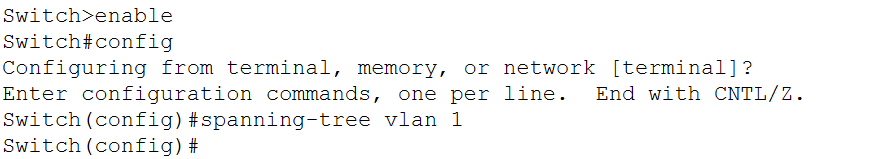 Switch>enable
Switch#config
Configuring from terminal, memory, or network [terminal]?
Enter configuration commands, one per line.  End with CNTL/Z.
Switch(config)#spanning-tree vlan 1
Switch(config)#